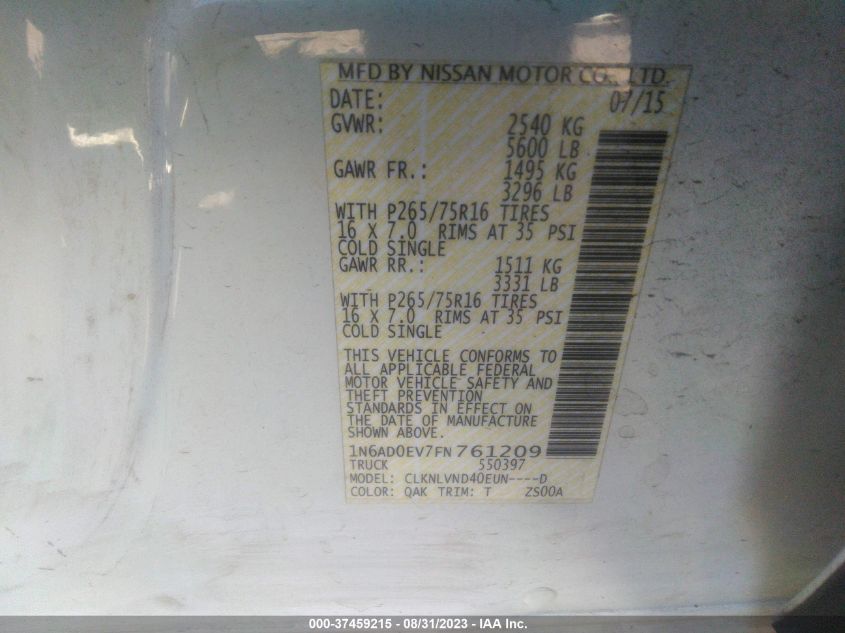 MFD BY NISSAN MOTOR CO., LTD.
DATE: 07/15
GVWR: 2540 KG
5600 LB
GAWR FR.: 1495 KG
3296 LB
WITH P265/75R16 TIRES
16 X 7.0 RIMS AT 35 PSI
COLD SINGLE
GAWR RR.: 1511 KG
3331 LB
WITH P265/75R16 TIRES
16 X 7.0 RIMS AT 35 PSI
COLD SINGLE
THIS VEHICLE CONFORMS TO
ALL APPLICABLE FEDERAL
MOTOR VEHICLE SAFETY AND
THEFT PREVENTION
STANDARDS IN EFFECT ON
THE DATE OF MANUFACTURE
SHOWN ABOVE.
1N6AD0EV7FN761209
TRUCK 550397
MODEL: CLKNLVND40EUN----D
COLOR: QAK TRIM: T ZS00A
000-37459215 - 08/31/2023 - IAA Inc.